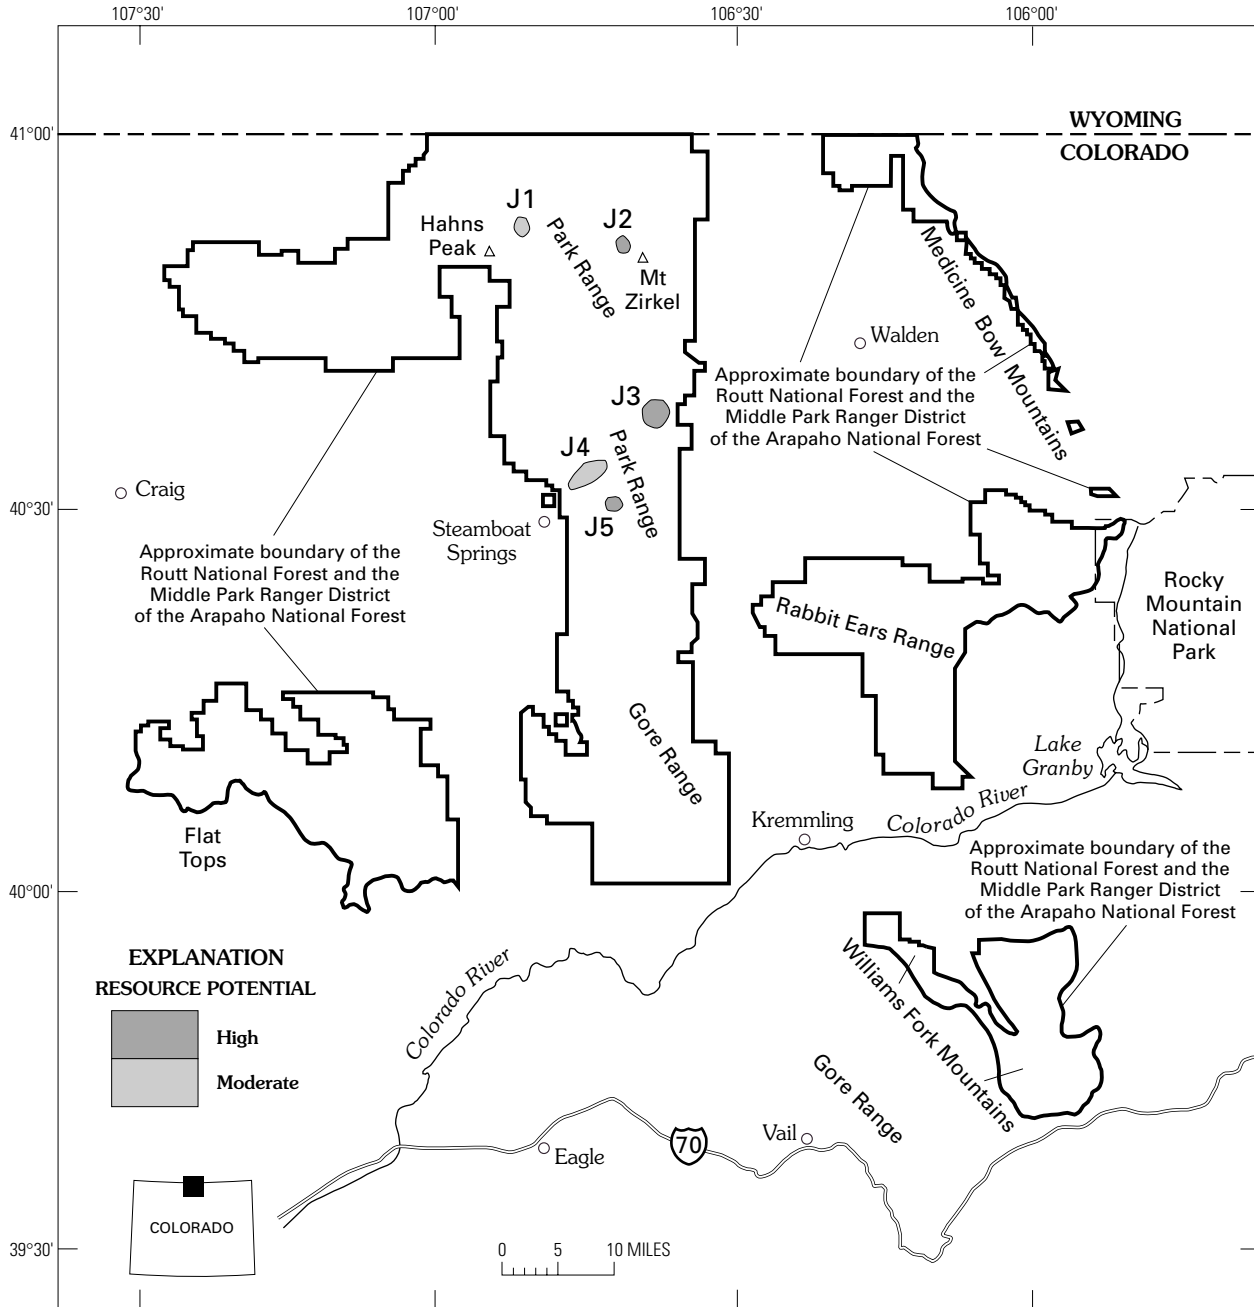 107°30'
107°00'
106°30'
106°00'
41°00'
WYOMING
COLORADO
J1
J2
Hahns
Peak
Park Range
Mt
Zirkel
Medicine Bow Mountains
Walden
Approximate boundary of the
Routt National Forest and the
Middle Park Ranger District
of the Arapaho National Forest
J3
J4
Park Range
Craig
40°30'
J5
Steamboat
Springs
Approximate boundary of the
Routt National Forest and the
Middle Park Ranger District
of the Arapaho National Forest
Rocky
Mountain
National
Park
Rabbit Ears Range
Gore Range
Lake
Granby
Colorado River
Kremmling
Flat
Tops
Approximate boundary of the
Routt National Forest and the
Middle Park Ranger District
of the Arapaho National Forest
40°00'
EXPLANATION
RESOURCE POTENTIAL
High
Moderate
Colorado River
Williams Fork Mountains
Gore Range
Vail
70
Eagle
COLORADO
39°30'
0 5 10 MILES